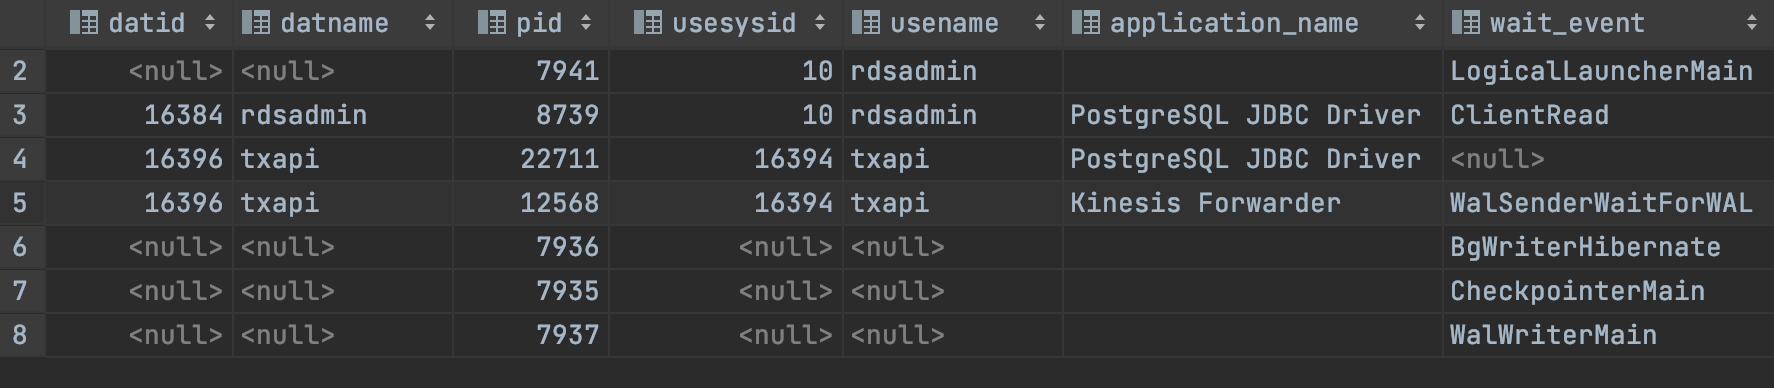 datid datname pid usesysid usename application_name wait_event
2 <null> <null> 7941 10 rdsadmin LogicalLauncherMain
3 16384 rdsadmin 8739 10 rdsadmin PostgreSQL JDBC Driver ClientRead
4 16396 txapi 22711 16394 txapi PostgreSQL JDBC Driver <null>
5 16396 txapi 12568 16394 txapi Kinesis Forwarder WalSenderWaitForWAL
6 <null> <null> 7936 <null> <null> BgWriterHibernate
7 <null> <null> 7935 <null> <null> CheckpointerMain
8 <null> <null> 7937 <null> <null> WalWriterMain